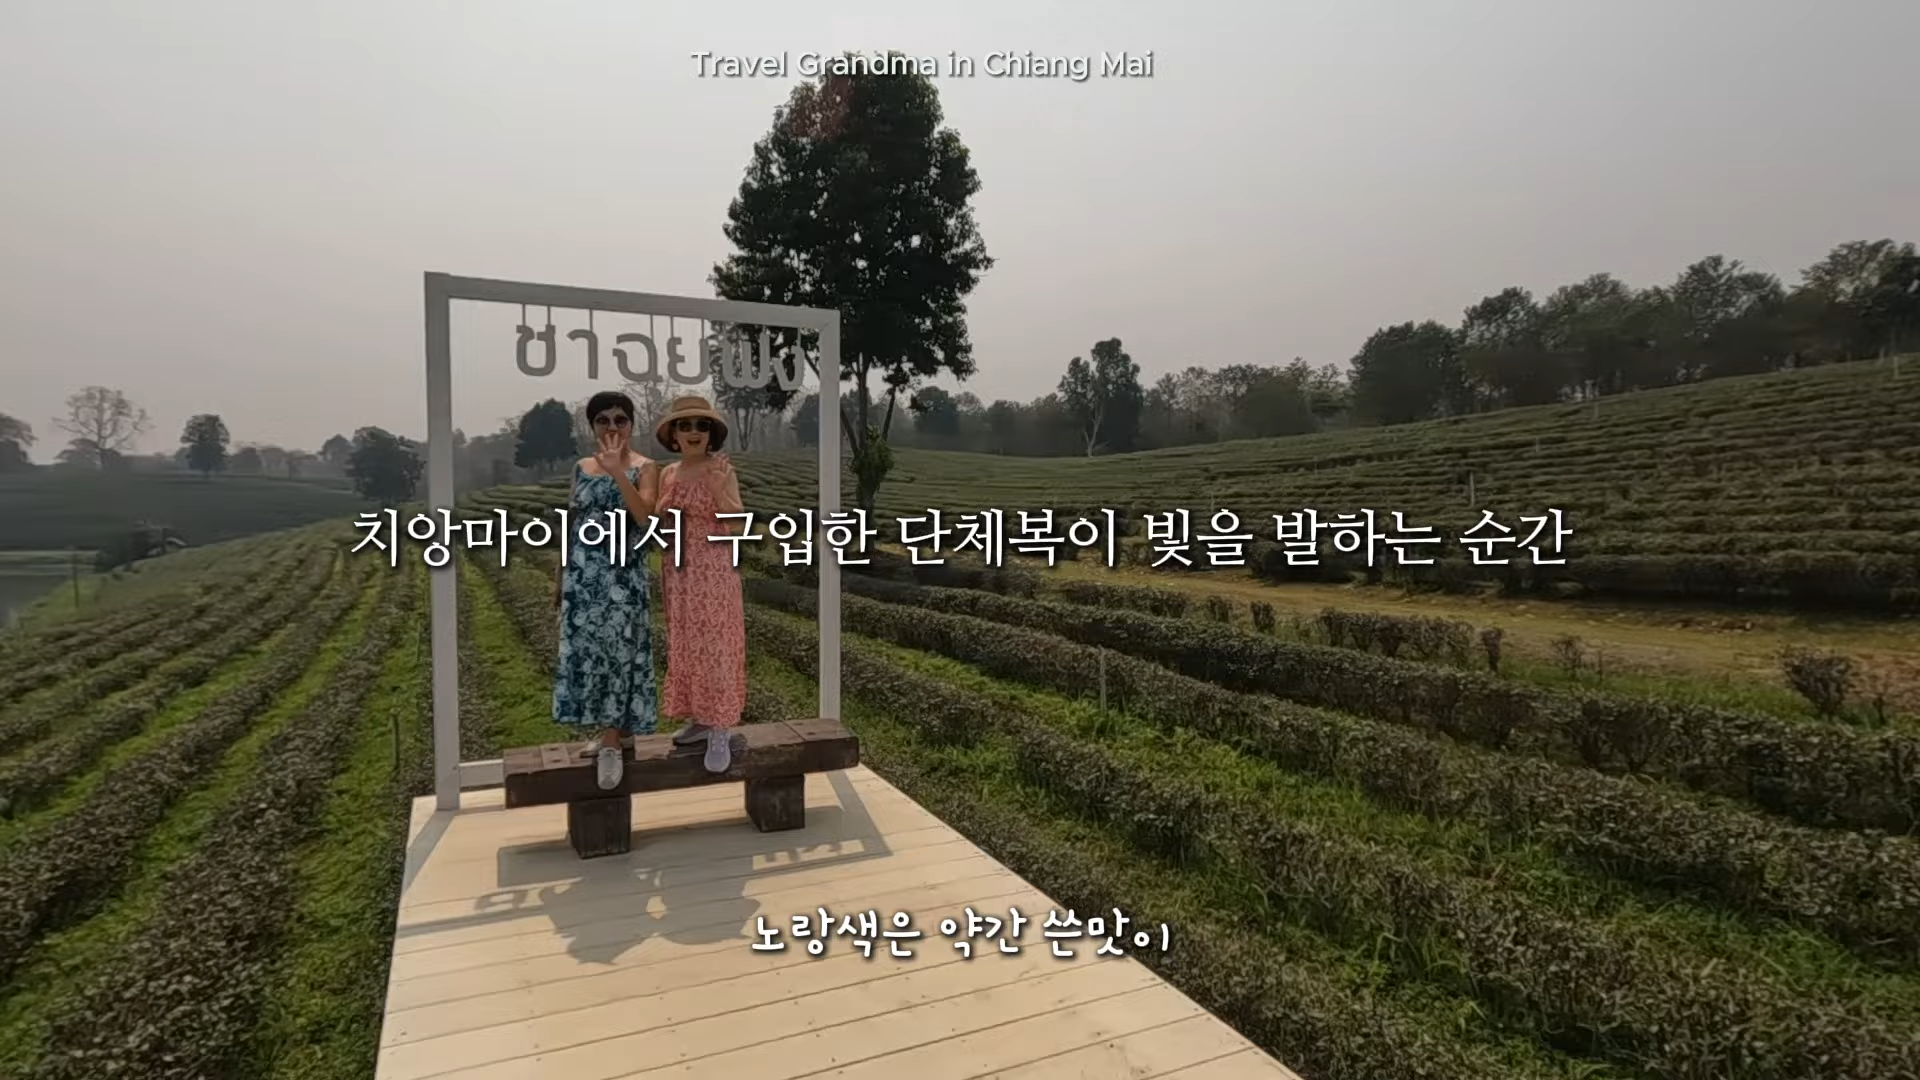 Travel Grandma in Chiang Mai
ชาฉุยฟง
치앙마이에서 구입한 단체복이 빛을 발하는 순간
노랑색은 약간 쓴맛이